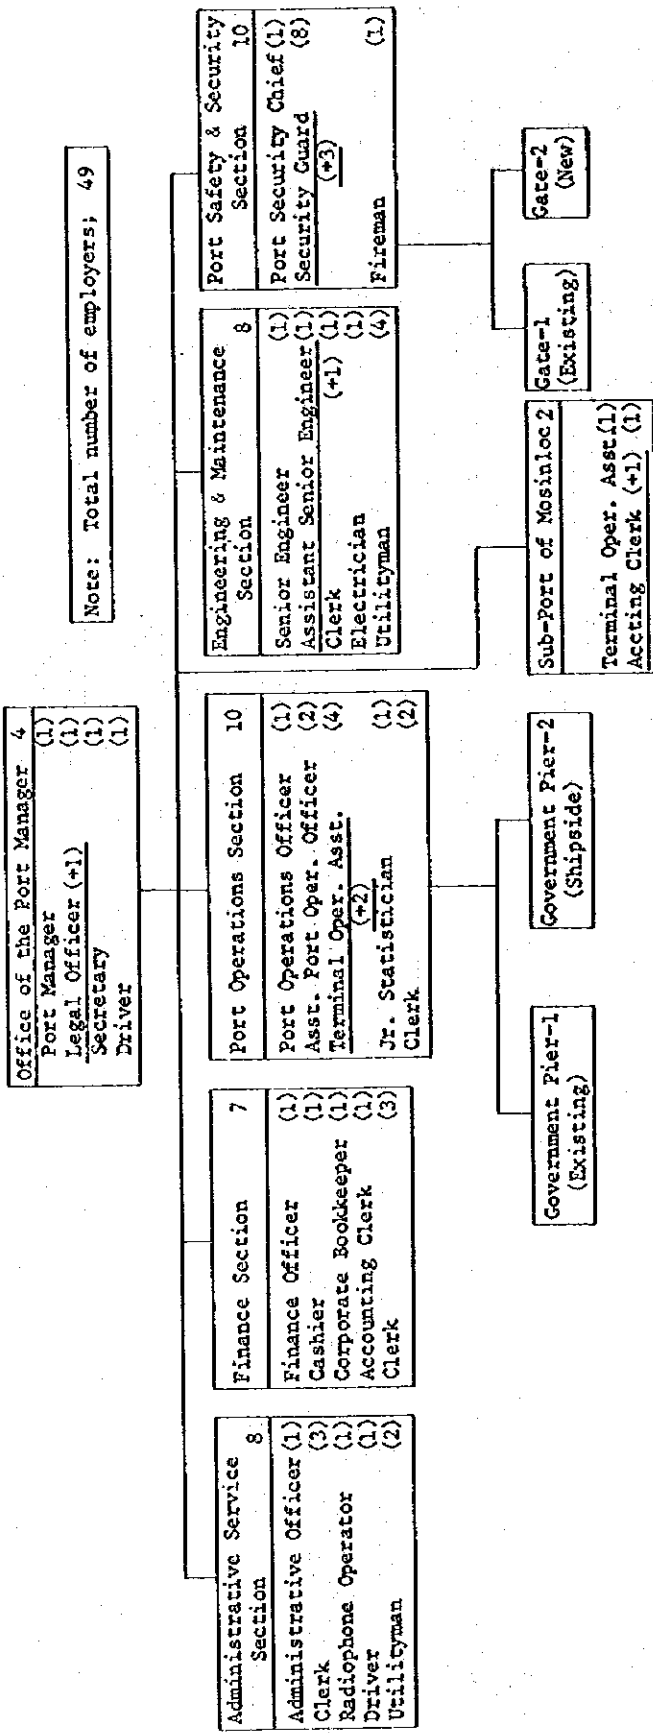 Office of the Port Manager 4
Port Manager (1)
Legal Officer (+1) (1)
Secretary (1)
Driver (1)
Note: Total number of employers; 49
Administrative Service
Section 8
Administrative Officer (1)
Clerk (3)
Radiophone Operator (1)
Driver (1)
Utilityman (2)
Finance Section 7
Finance Officer (1)
Cashier (1)
Corporate Bookkeeper (1)
Accounting Clerk (1)
Clerk (3)
Port Operations Section 10
Port Operations Officer (1)
Asst. Port Oper. Officer (2)
Terminal Oper. Asst. (4)
(+2)
Jr. Statistician (1)
Clerk (2)
Engineering & Maintenance
Section 8
Senior Engineer (1)
Assistant Senior Engineer (1)
Clerk (+1) (1)
Electrician (1)
Utilityman (4)
Port Safety & Security
Section 10
Port Security Chief (1)
Security Guard (8)
(+3)
Fireman (1)
Government Pier-1
(Existing)
Government Pier-2
(Shipside)
Sub-Port of Mosinloc 2
Terminal Oper. Asst (1)
Accting Clerk (+1) (1)
Gate-1
(Existing)
Gate-2
(New)